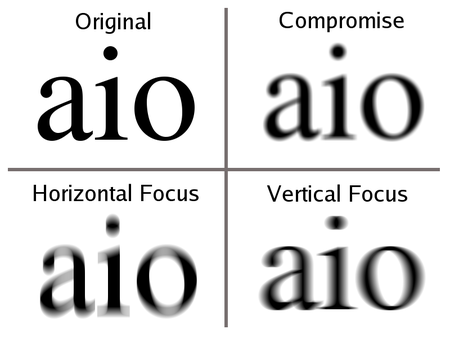 Original
aio
Compromise
aio
Horizontal Focus
aio
Vertical Focus
aio